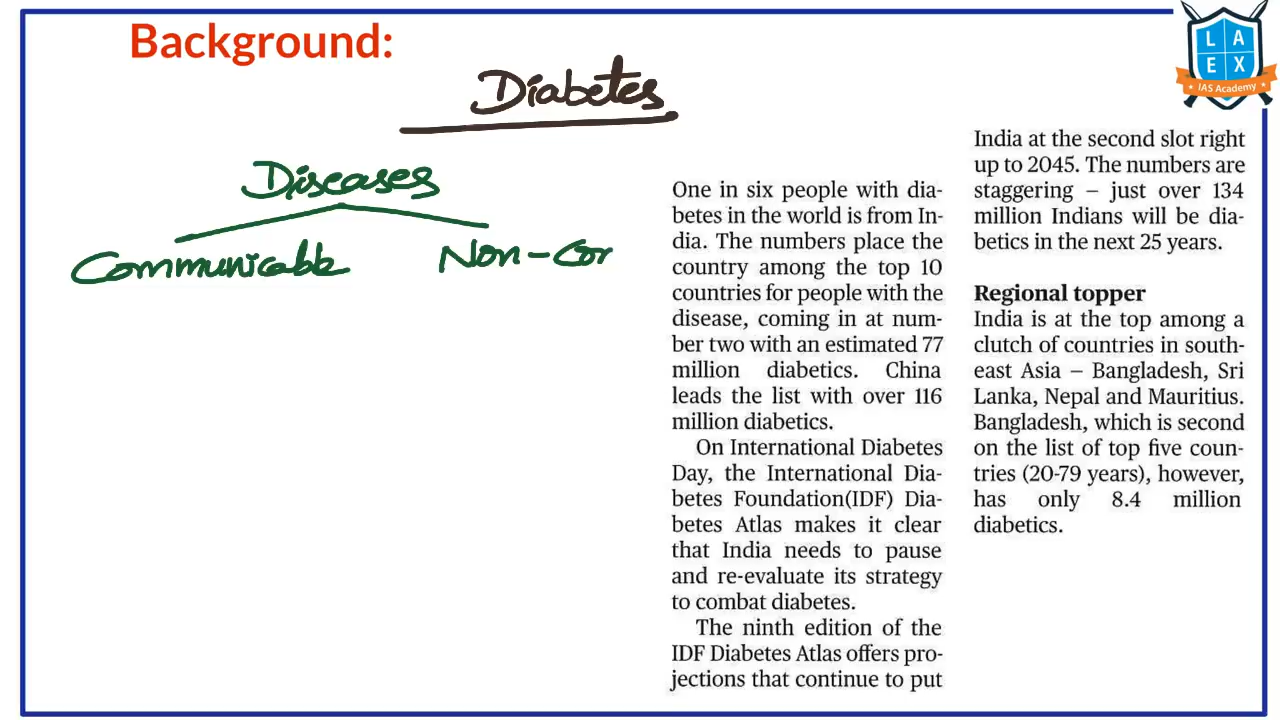 Background:
Diabetes
Diseases
Communicable Non-Com
One in six people with dia-
betes in the world is from In-
dia. The numbers place the
country among the top 10
countries for people with the
disease, coming in at num-
ber two with an estimated 77
million diabetics. China
leads the list with over 116
million diabetics.
On International Diabetes
Day, the International Dia-
betes Foundation(IDF) Dia-
betes Atlas makes it clear
that India needs to pause
and re-evaluate its strategy
to combat diabetes.
The ninth edition of the
IDF Diabetes Atlas offers pro-
jections that continue to put
India at the second slot right
up to 2045. The numbers are
staggering – just over 134
million Indians will be dia-
betics in the next 25 years.
Regional topper
India is at the top among a
clutch of countries in south-
east Asia – Bangladesh, Sri
Lanka, Nepal and Mauritius.
Bangladesh, which is second
on the list of top five coun-
tries (20-79 years), however,
has only 8.4 million
diabetics.
L A
E X
IAS Academy